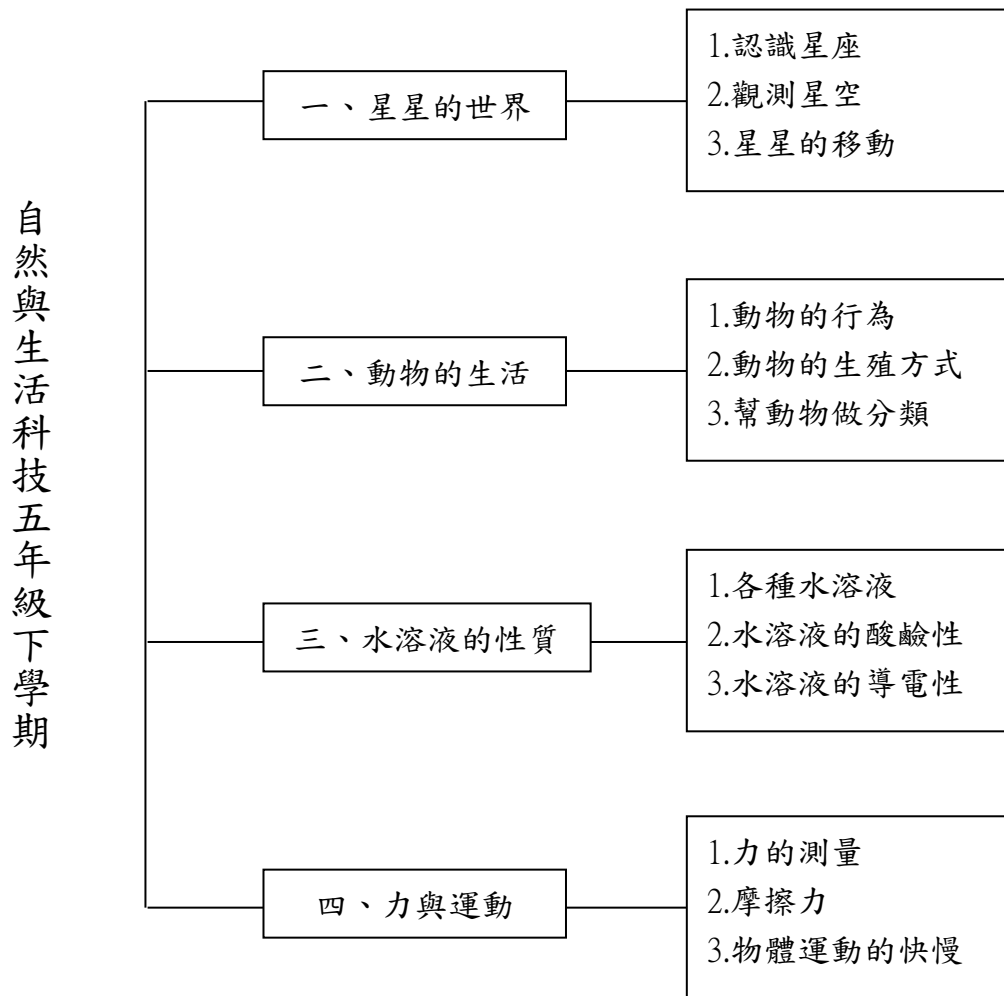 自然與生活科技五年級下學期
一、星星的世界
1.認識星座
2.觀測星空
3.星星的移動
二、動物的生活
1.動物的行為
2.動物的生殖方式
3.幫動物做分類
三、水溶液的性質
1.各種水溶液
2.水溶液的酸鹼性
3.水溶液的導電性
四、力與運動
1.力的測量
2.摩擦力
3.物體運動的快慢